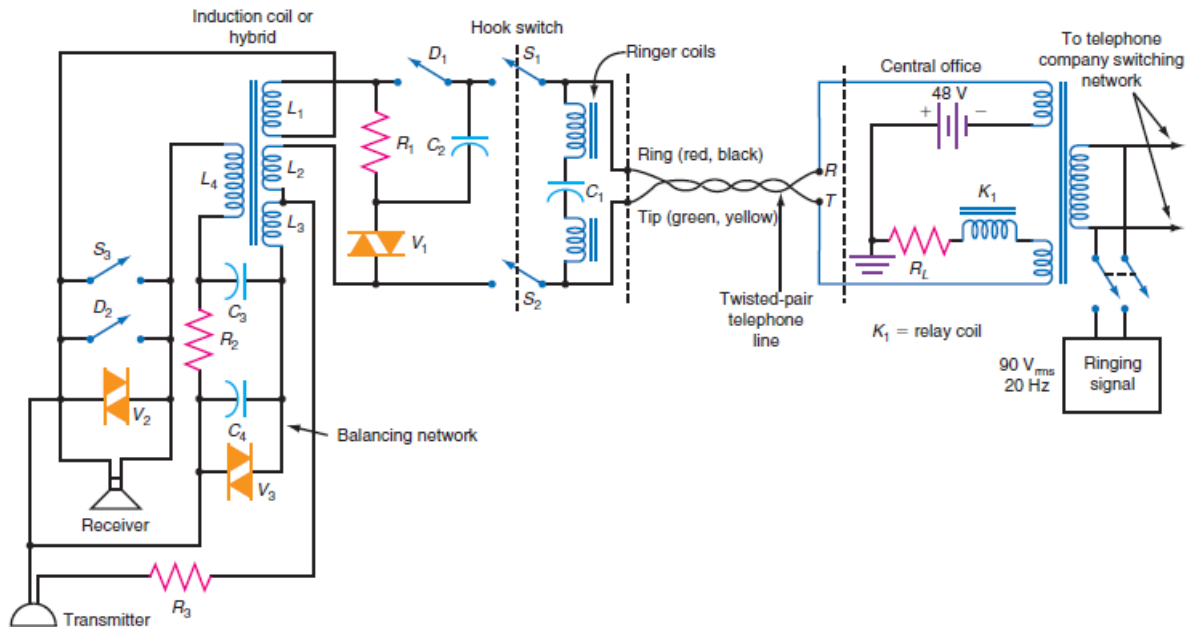 Induction coil or
hybrid
Hook switch
D1
S1
Ringer coils
To telephone
company switching
network
Central office
48 V
+ −
L1
L2
L3
L4
R1
C2
C1
Ring (red, black)
Tip (green, yellow)
R
T
K1
RL
V1
S2
S3
D2
C3
R2
Twisted-pair
telephone
line
K1 = relay coil
90 Vrms
20 Hz
Ringing
signal
V2
C4
Balancing network
V3
Receiver
R3
Transmitter